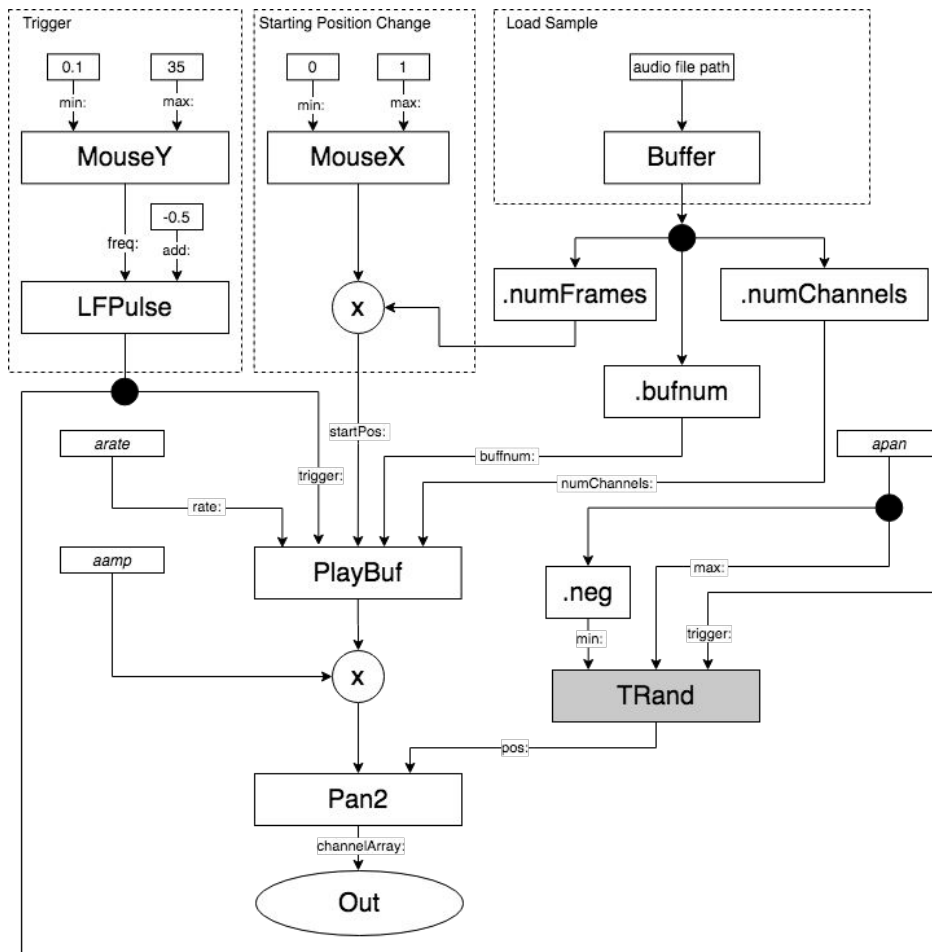 Trigger
Starting Position Change
Load Sample
0.1
35
0
1
audio file path
min:
max:
min:
max:
MouseY
MouseX
Buffer
-0.5
freq:
add:
LFPulse
x
.numFrames
.numChannels
.bufnum
arate
startPos:
buffnum:
apan
trigger:
numChannels:
rate:
aamp
PlayBuf
.neg
max:
min:
trigger:
x
TRand
pos:
Pan2
channelArray:
Out